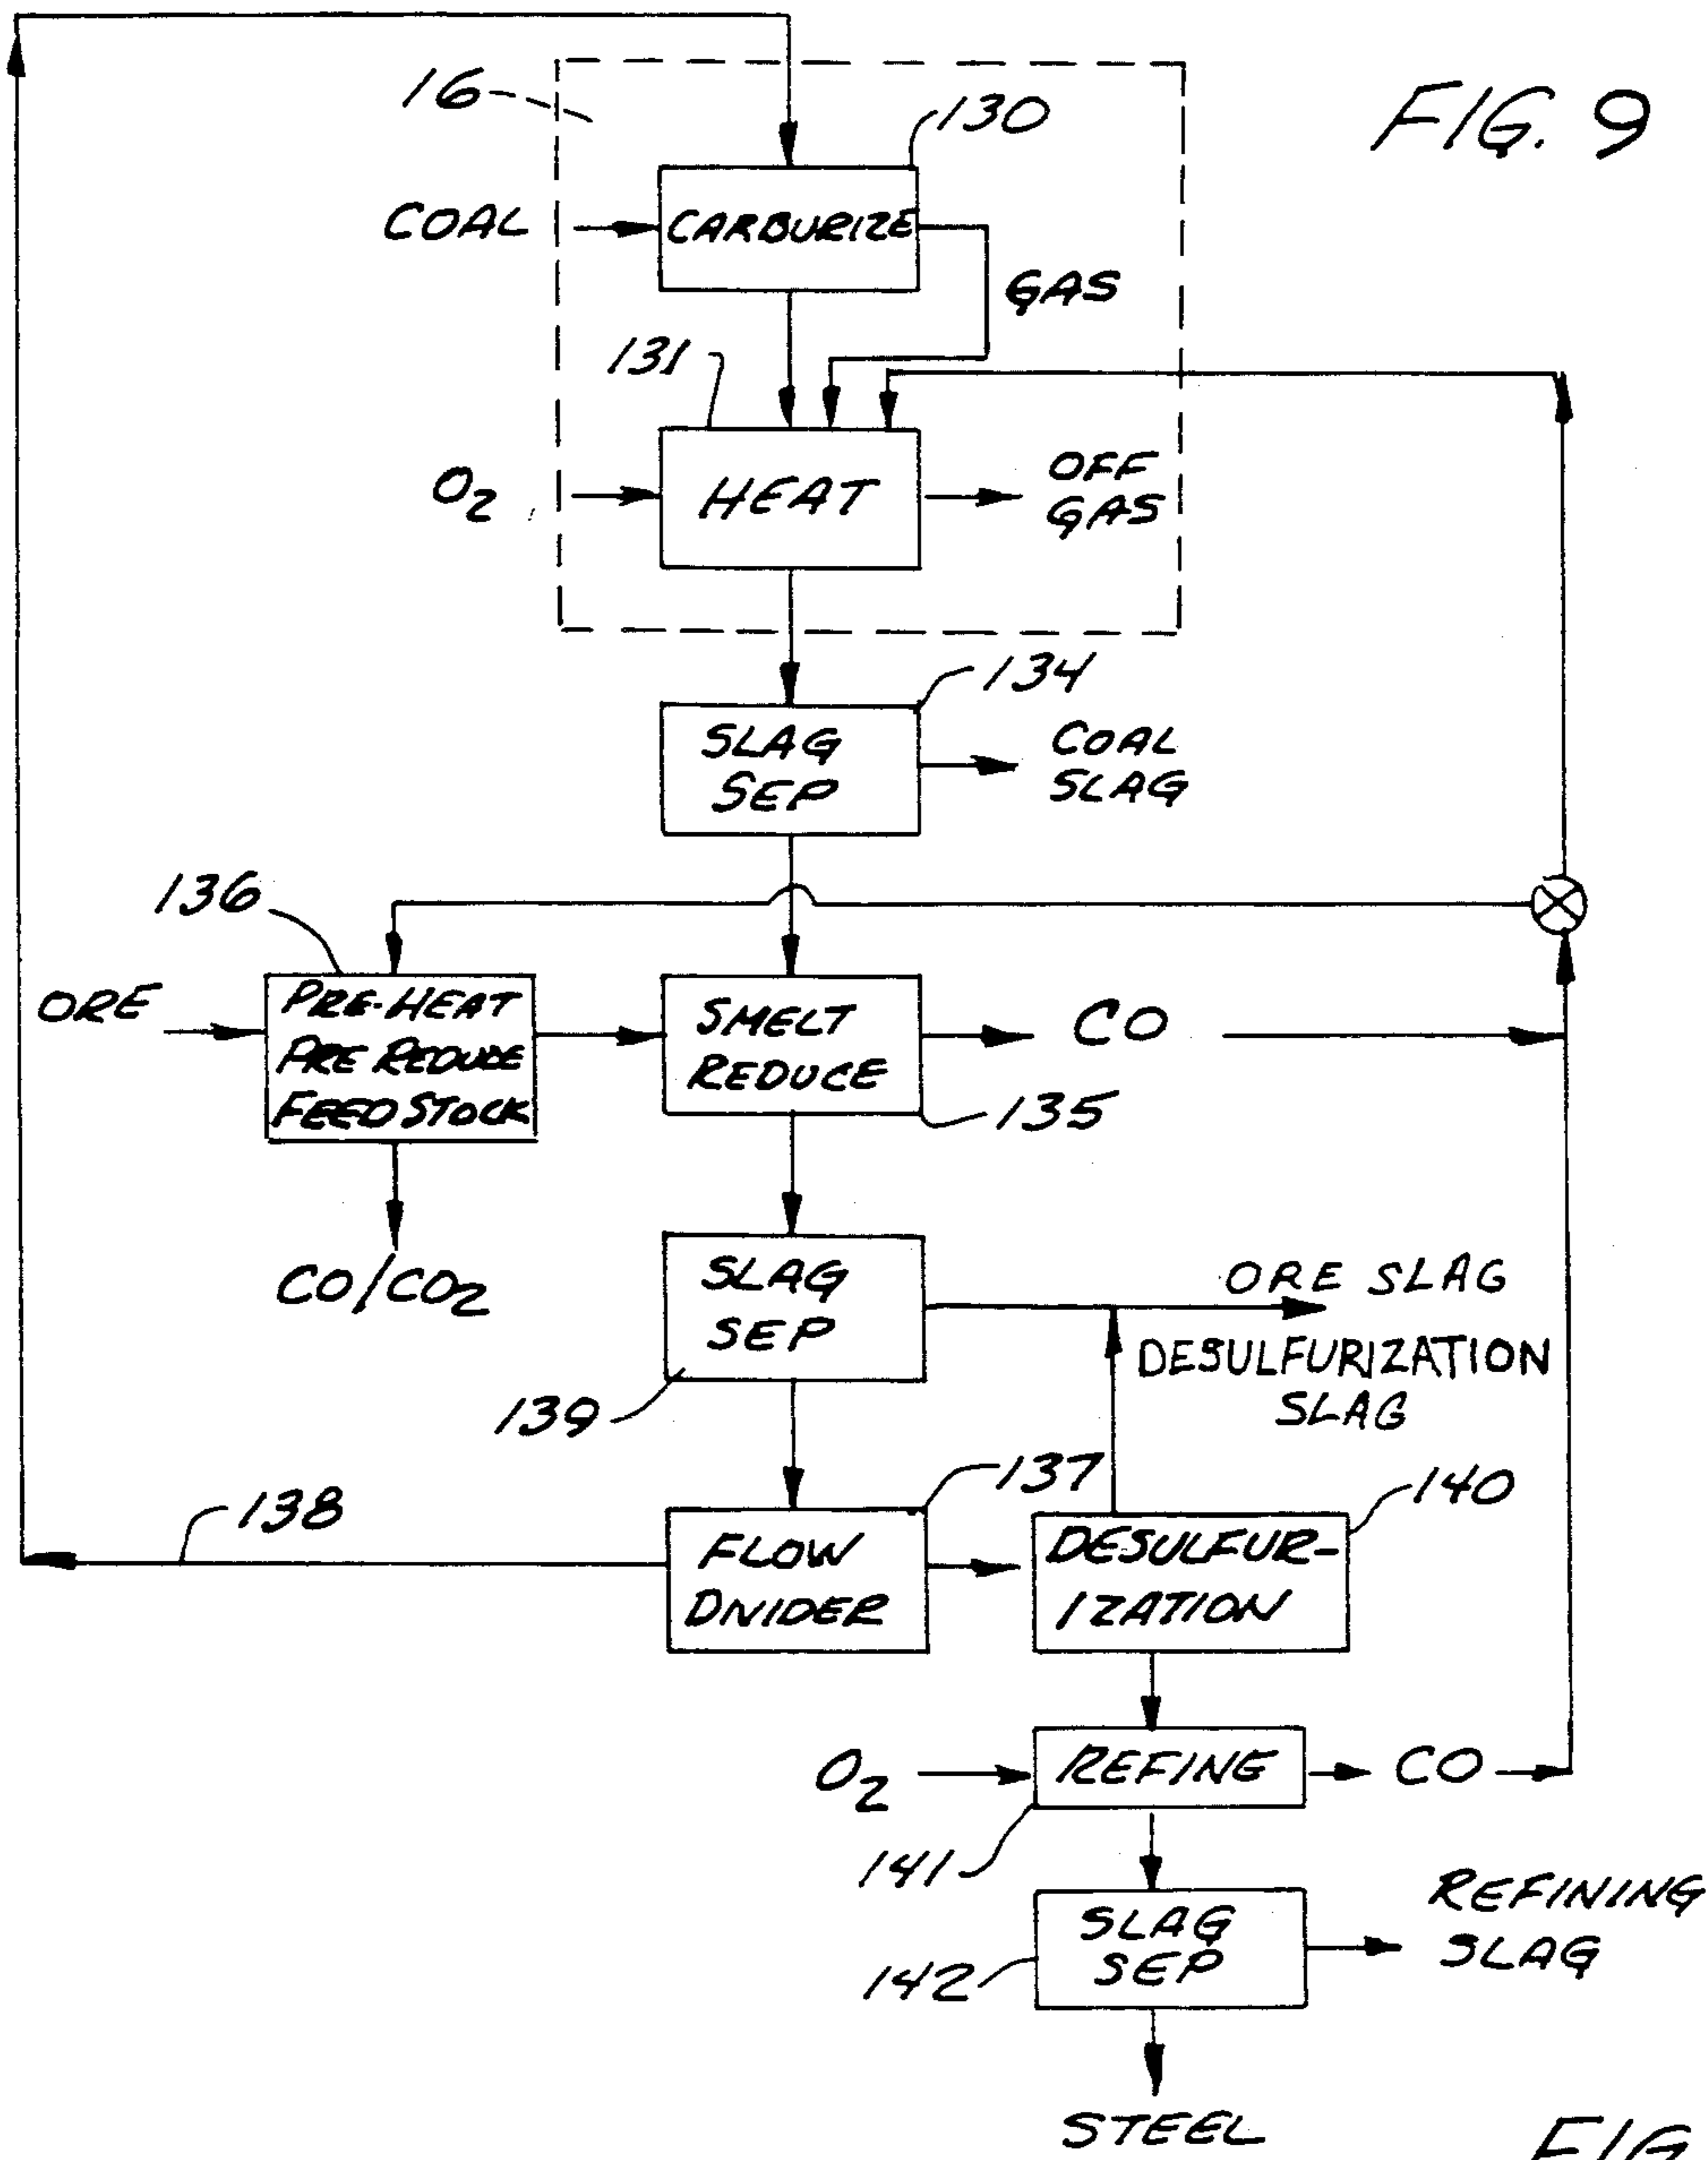 FIG. 9
16
130
COAL
CARBURIZE
GAS
131
O2
HEAT
OFF
GAS
134
SLAG
SEP
COAL
SLAG
136
ORE
PRE-HEAT
PRE REDUCE
FEED STOCK
SMELT
REDUCE
CO
135
CO/CO2
SLAG
SEP
ORE SLAG
DESULFURIZATION
SLAG
139
137
138
140
FLOW
DIVIDER
DESULFUR-
IZATION
O2
REFINE
CO
141
SLAG
SEP
REFINING
SLAG
142
STEEL
FIG